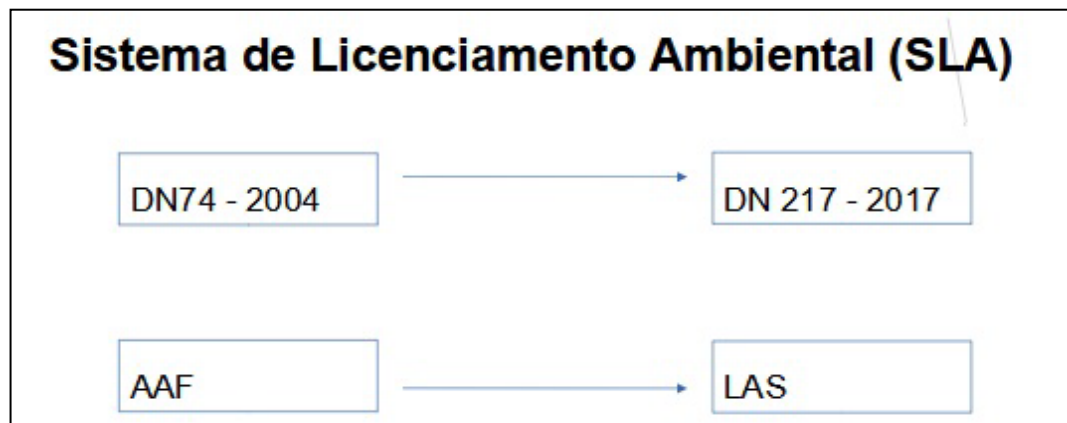 Sistema de Licenciamento Ambiental (SLA)
DN74 - 2004
DN 217 - 2017
AAF
LAS